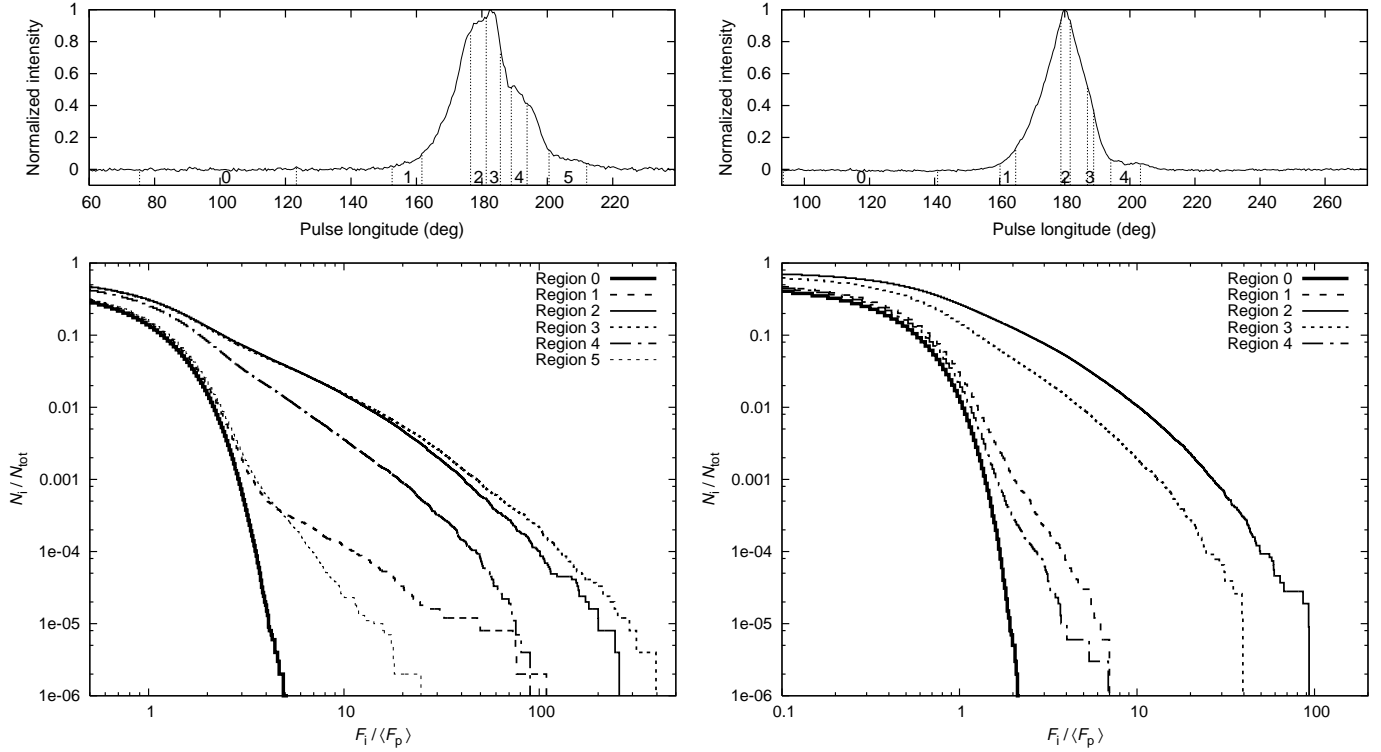 Normalized intensity
1
0.8
0.6
0.4
0.2
0
0 1 2 3 4 5
60 80 100 120 140 160 180 200 220
Pulse longitude (deg)
Normalized intensity
1
0.8
0.6
0.4
0.2
0
0 1 2 3 4
100 120 140 160 180 200 220 240 260
Pulse longitude (deg)
N_i / N_tot
1
0.1
0.01
0.001
1e-04
1e-05
1e-06
Region 0
Region 1
Region 2
Region 3
Region 4
Region 5
1 10 100
F_i / ⟨F_p⟩
N_i / N_tot
1
0.1
0.01
0.001
1e-04
1e-05
1e-06
Region 0
Region 1
Region 2
Region 3
Region 4
0.1 1 10 100
F_i / ⟨F_p⟩